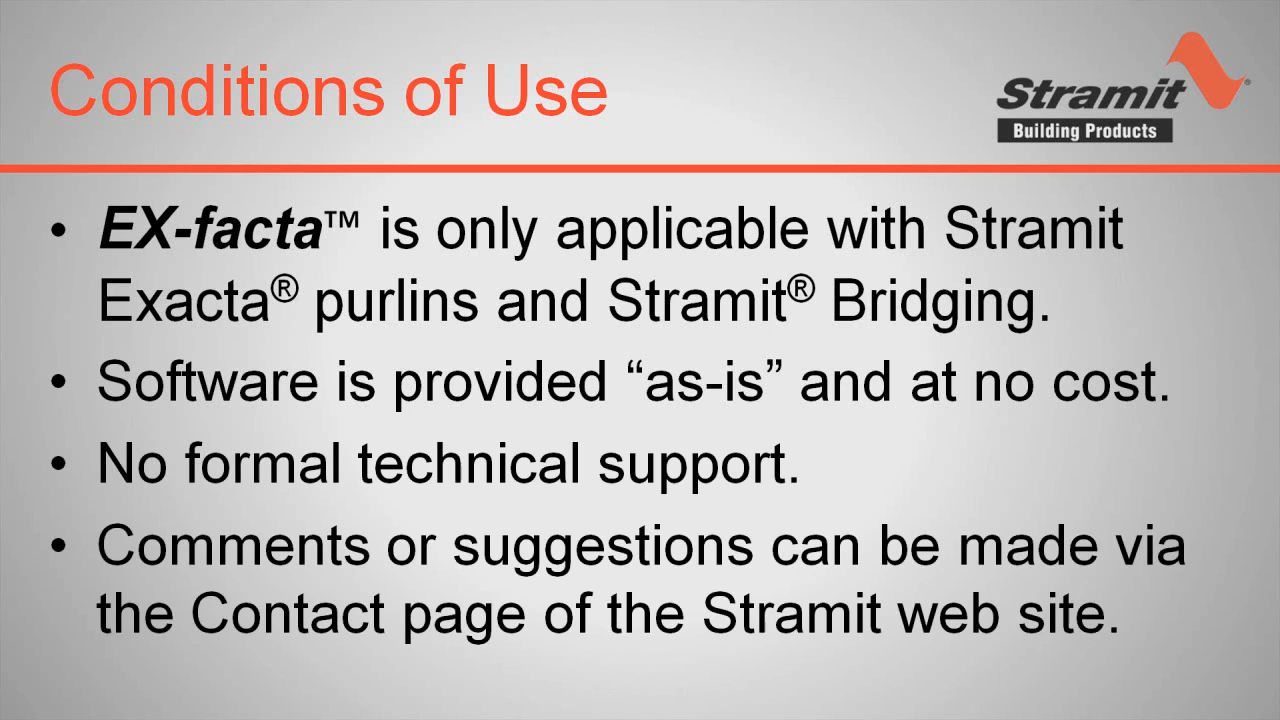 Conditions of Use
Stramit®
Building Products
• EX-facta™ is only applicable with Stramit
Exacta® purlins and Stramit® Bridging.
• Software is provided “as-is” and at no cost.
• No formal technical support.
• Comments or suggestions can be made via
the Contact page of the Stramit web site.